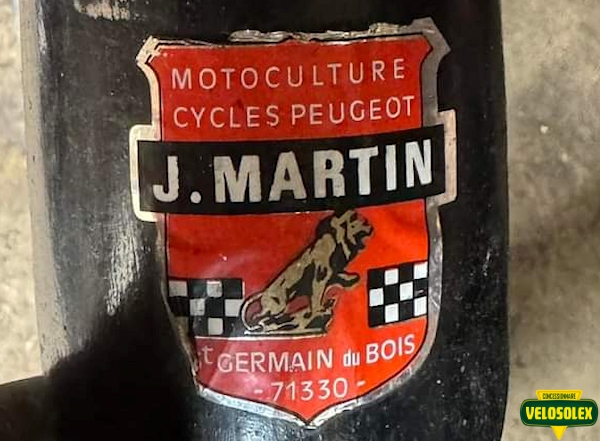 MOTOCULTURE
CYCLES PEUGEOT
J. MARTIN
St GERMAIN du BOIS
- 71330 -
CONCESSIONNAIRE
VELOSOLEX